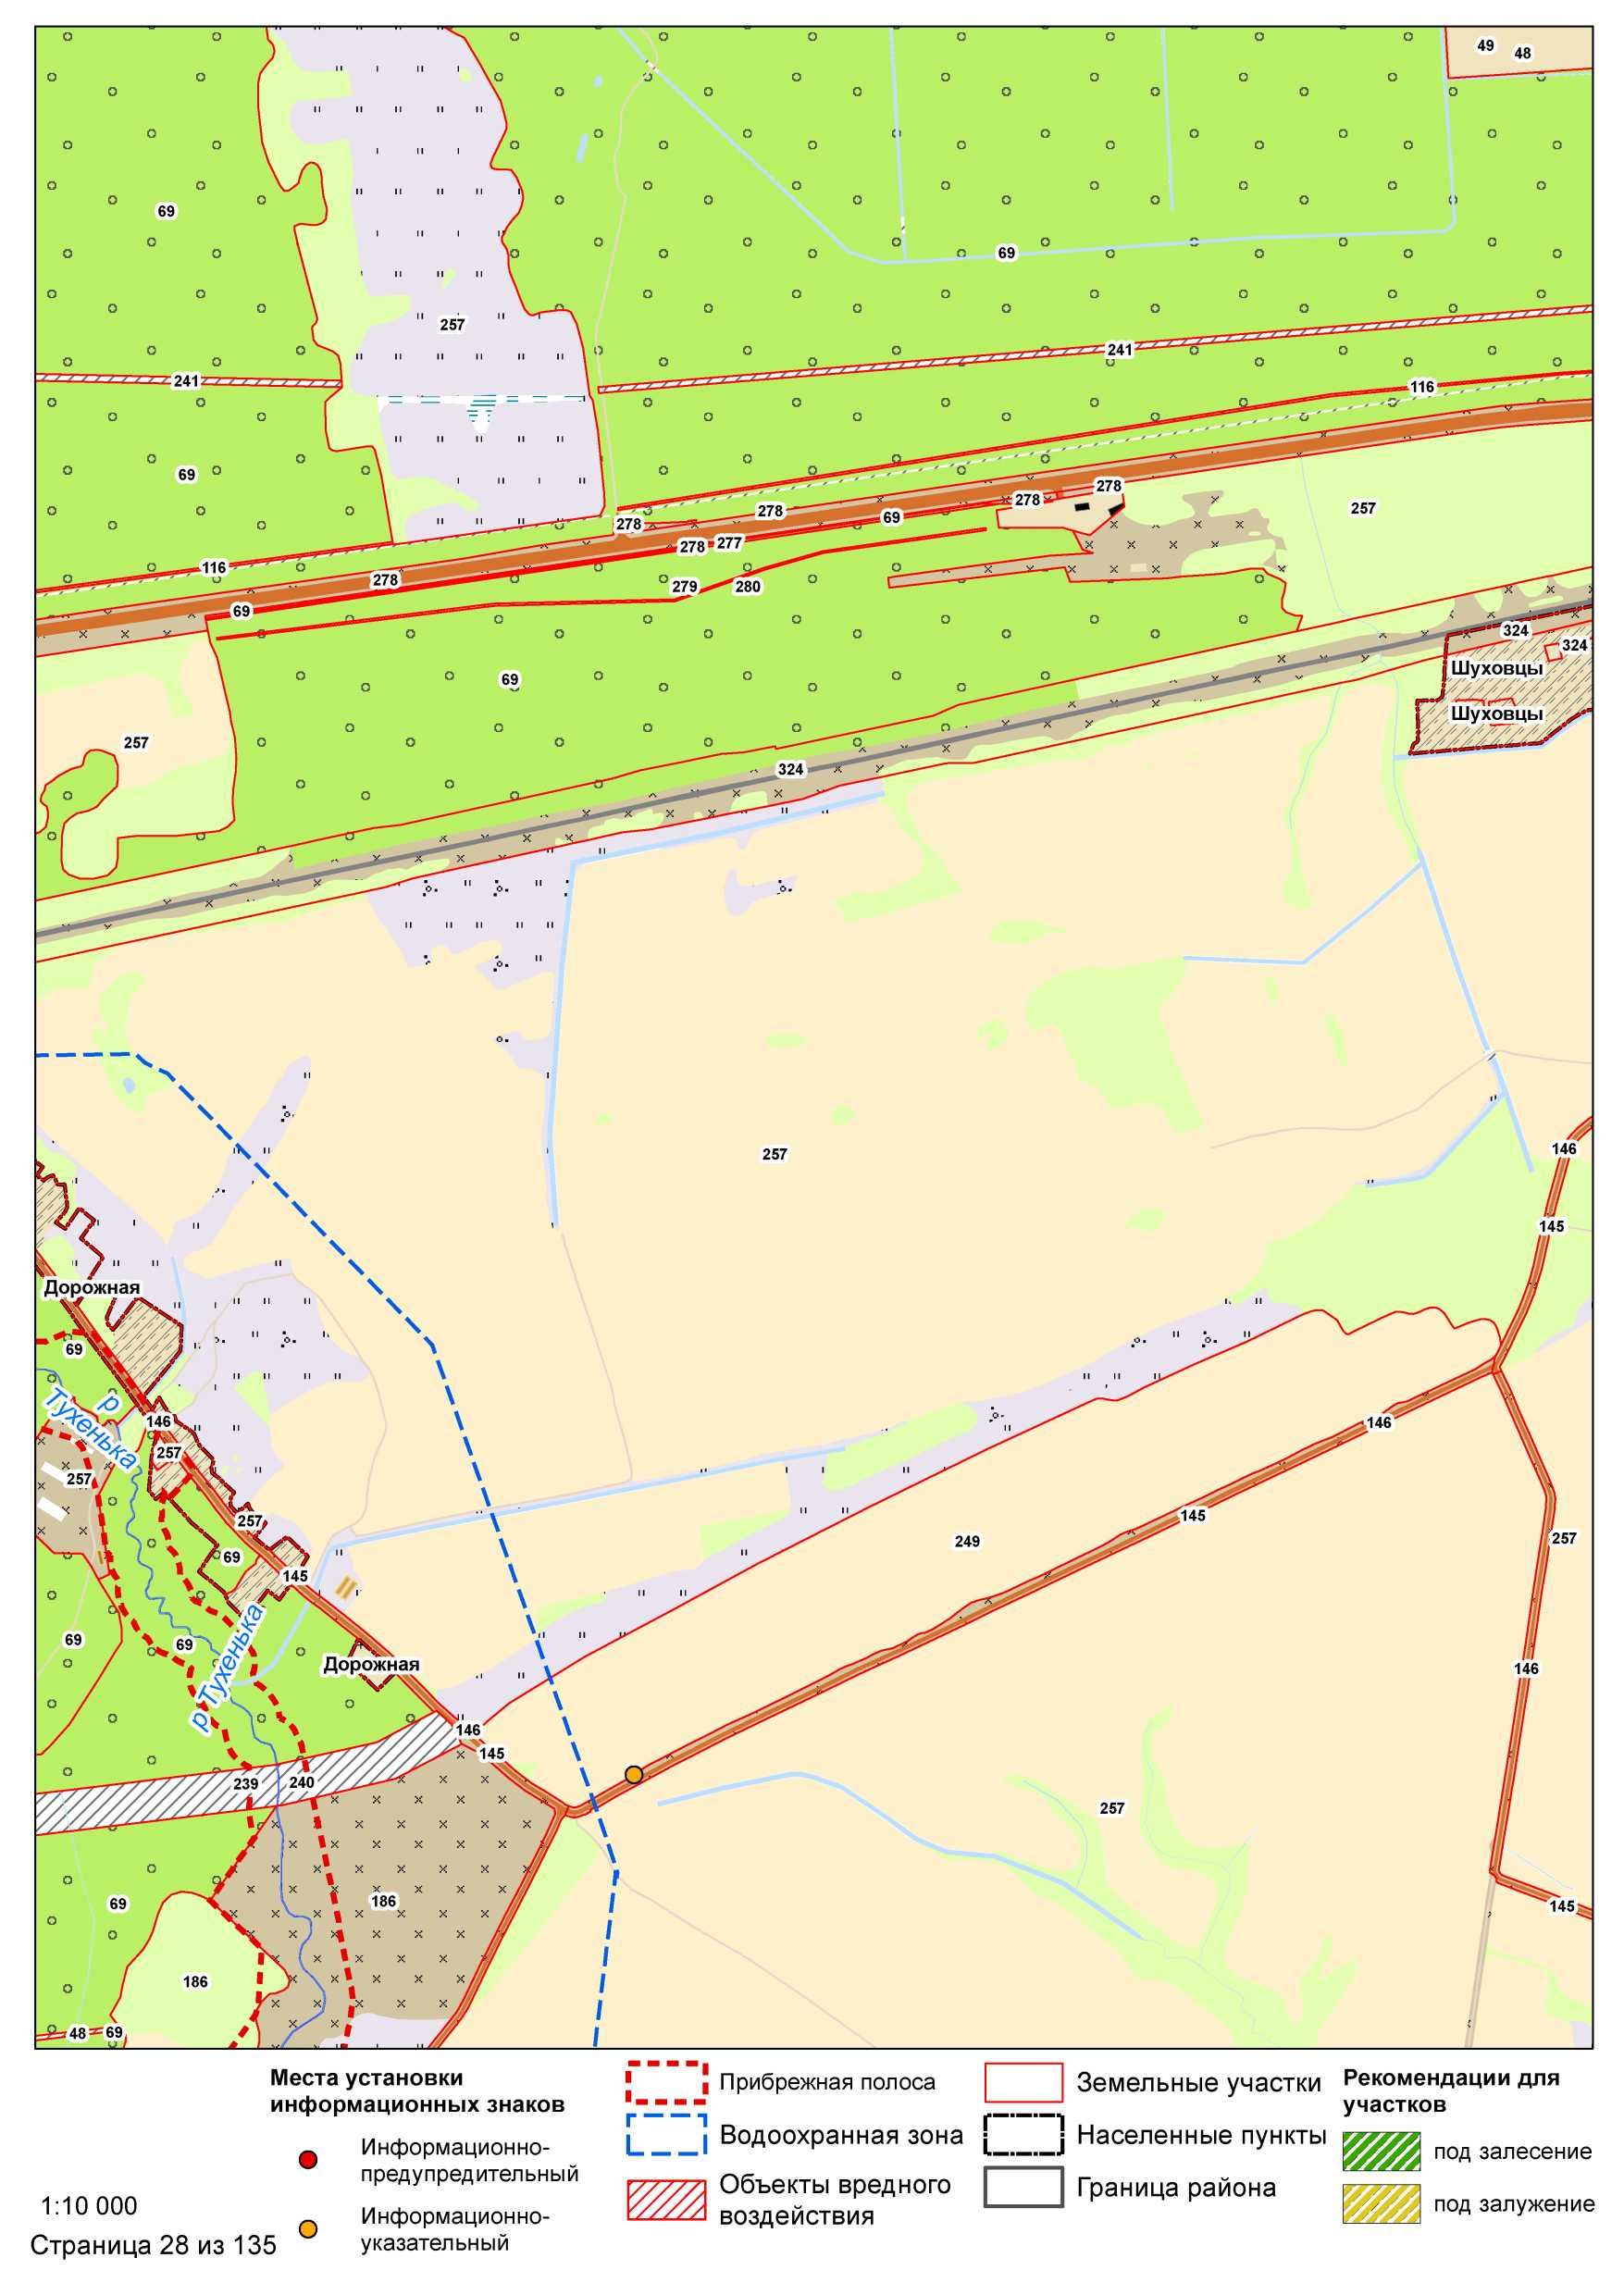 49
48
69
69
257
241
241
116
69
257
278
278
278
278
69
278
277
116
278
279
280
69
324
324
Шуховцы
69
Шуховцы
257
324
257
146
145
Дорожная
69
р
Тухенька
146
146
257
257
257
145
249
257
69
145
р Тухенька
69
69
Дорожная
146
146
145
239
240
257
69
186
145
186
48
69
Места установки
информационных знаков
Информационно-
предупредительный
Информационно-
указательный
Прибрежная полоса
Водоохранная зона
Объекты вредного
воздействия
Земельные участки
Населенные пункты
Граница района
Рекомендации для
участков
под залесение
под залужение
1:10 000
Страница 28 из 135